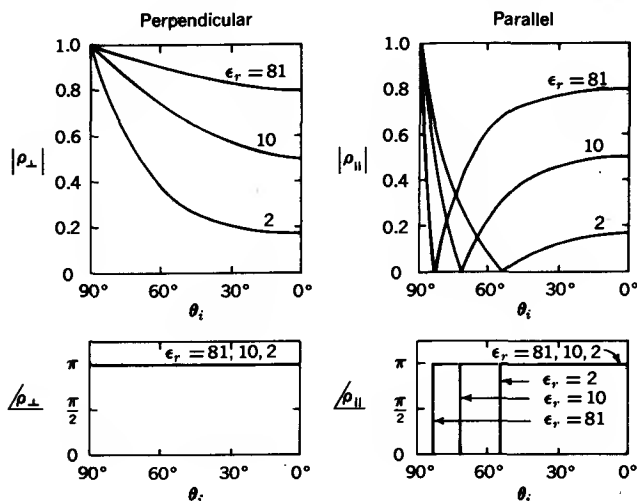 Perpendicular
1.0
0.8
0.6
0.4
0.2
0
|ρ⊥|
ϵr = 81
10
2
90° 60° 30° 0°
θi
Parallel
1.0
0.8
0.6
0.4
0.2
0
|ρ∥|
ϵr = 81
10
2
90° 60° 30° 0°
θi
π
π/2
/ρ⊥
ϵr = 81, 10, 2
90° 60° 30° 0°
θi
π
π/2
/ρ∥
ϵr = 81, 10, 2
ϵr = 2
ϵr = 10
ϵr = 81
90° 60° 30° 0°
θi